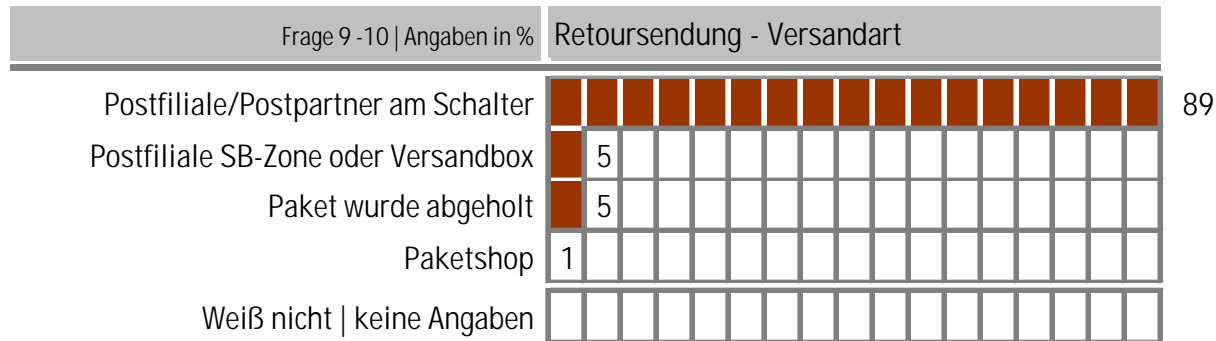 Frage 9 -10 | Angaben in % Retoursendung - Versandart
Postfiliale/Postpartner am Schalter 89
Postfiliale SB-Zone oder Versandbox 5
Paket wurde abgeholt 5
Paketshop 1
Weiß nicht | keine Angaben